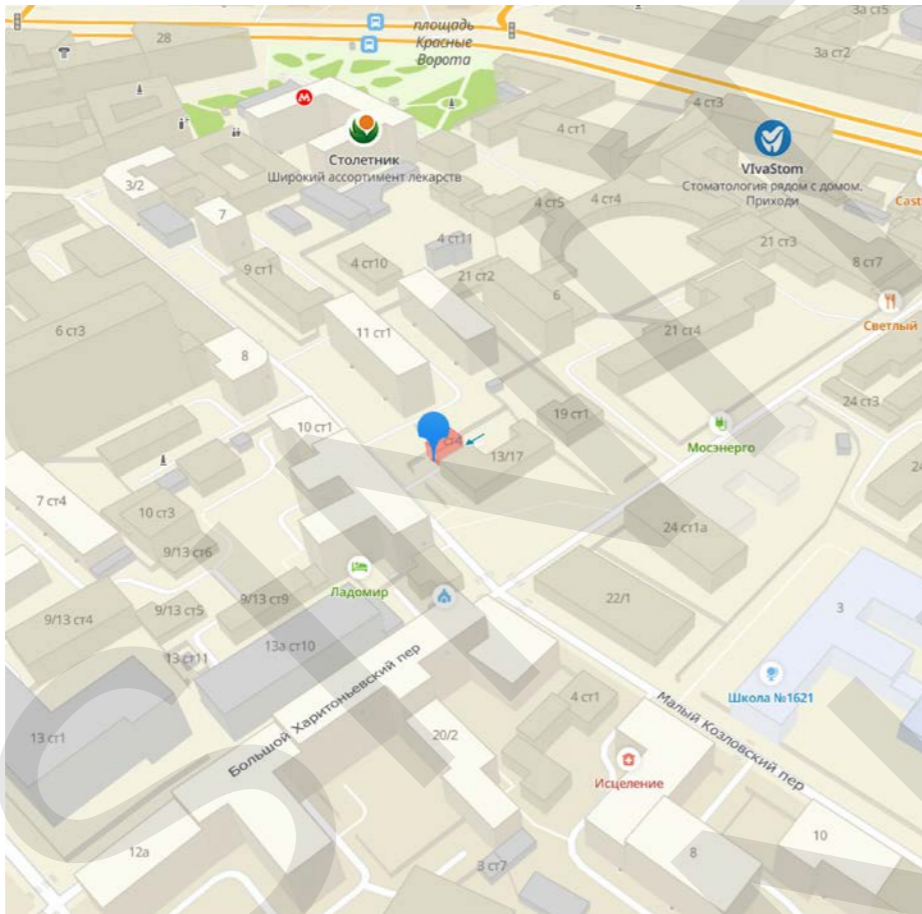 площадь
Красные
Ворота
3а ст5
28
3а ст2
М
4 ст3
4 ст1
Столетник
Широкий ассортимент лекарств
VIvaStom
Стоматология рядом с домом.
Приходи
3/2
Cast
7
4 ст5
4 ст4
4 ст11
21 ст3
9 ст1
4 ст10
21 ст2
8 ст7
6
Светлый
6 ст3
11 ст1
21 ст4
8
24 ст3
10 ст1
19 ст1
ст4
13/17
Мосэнерго
24
7 ст4
10 ст3
24 ст1а
9/13 ст6
Ладомир
9/13 ст9
22/1
3
9/13 ст4
9/13 ст5
13а ст10
13 ст11
Большой Харитоньевский пер
4 ст1
Школа №1621
Малый Козловский пер
13 ст1
20/2
Исцеление
12а
3 ст7
8
10